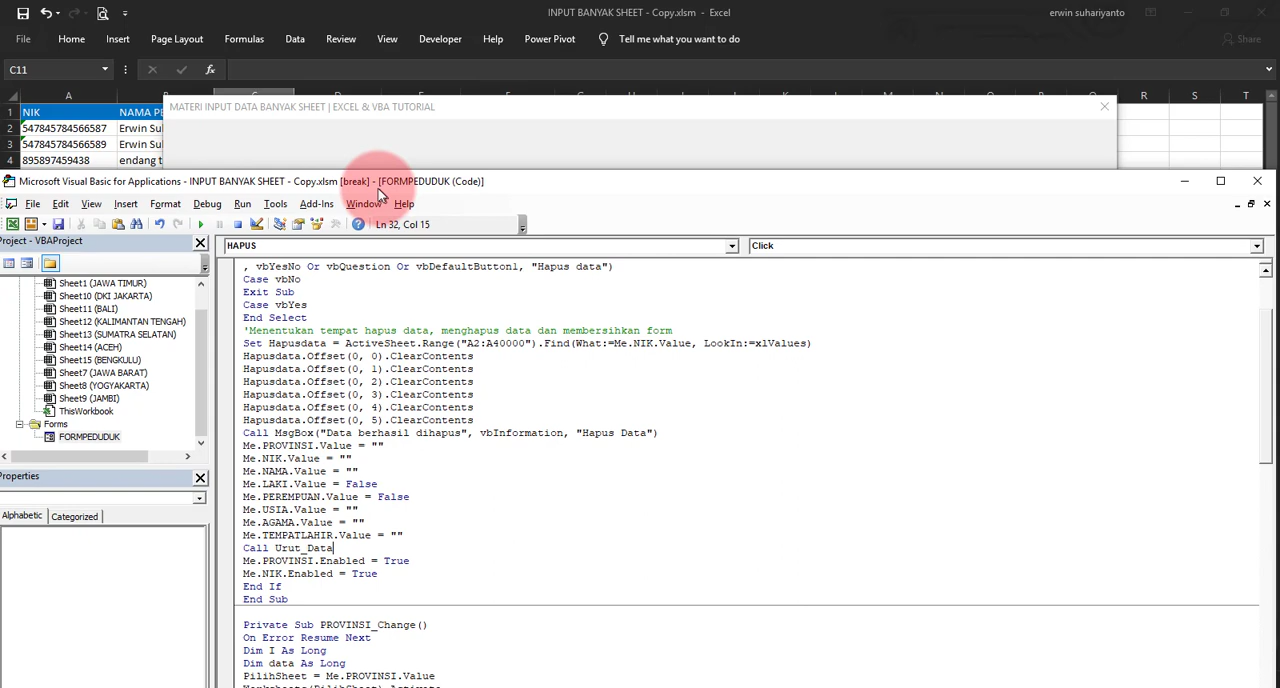 INPUT BANYAK SHEET - Copy.xlsm - Excel
erwin suhariyanto
File Home Insert Page Layout Formulas Data Review View Developer Help Power Pivot Tell me what you want to do Share
C11 fx
A R S T
1 NIK NAMA PE
MATERI INPUT DATA BANYAK SHEET | EXCEL & VBA TUTORIAL
2 547845784566587 Erwin Su
3 547845784566589 Erwin Su
4 895897459438 endang t
Microsoft Visual Basic for Applications - INPUT BANYAK SHEET - Copy.xlsm [break] - [FORMPEDUDUK (Code)]
File Edit View Insert Format Debug Run Tools Add-Ins Window Help
Ln 32, Col 15
Project - VBAProject
HAPUS
Click
Sheet1 (JAWA TIMUR)
Sheet10 (DKI JAKARTA)
Sheet11 (BALI)
Sheet12 (KALIMANTAN TENGAH)
Sheet13 (SUMATRA SELATAN)
Sheet14 (ACEH)
Sheet15 (BENGKULU)
Sheet7 (JAWA BARAT)
Sheet8 (YOGYAKARTA)
Sheet9 (JAMBI)
ThisWorkbook
Forms
FORMPEDUDUK
Properties
Alphabetic Categorized
, vbYesNo Or vbQuestion Or vbDefaultButton1, "Hapus data")
Case vbNo
Exit Sub
Case vbYes
End Select
'Menentukan tempat hapus data, menghapus data dan membersihkan form
Set Hapusdata = ActiveSheet.Range("A2:A40000").Find(What:=Me.NIK.Value, LookIn:=xlValues)
Hapusdata.Offset(0, 0).ClearContents
Hapusdata.Offset(0, 1).ClearContents
Hapusdata.Offset(0, 2).ClearContents
Hapusdata.Offset(0, 3).ClearContents
Hapusdata.Offset(0, 4).ClearContents
Hapusdata.Offset(0, 5).ClearContents
Call MsgBox("Data berhasil dihapus", vbInformation, "Hapus Data")
Me.PROVINSI.Value = ""
Me.NIK.Value = ""
Me.NAMA.Value = ""
Me.LAKI.Value = False
Me.PEREMPUAN.Value = False
Me.USIA.Value = ""
Me.AGAMA.Value = ""
Me.TEMPATLAHIR.Value = ""
Call Urut_Data
Me.PROVINSI.Enabled = True
Me.NIK.Enabled = True
End If
End Sub
Private Sub PROVINSI_Change()
On Error Resume Next
Dim I As Long
Dim data As Long
PilihSheet = Me.PROVINSI.Value